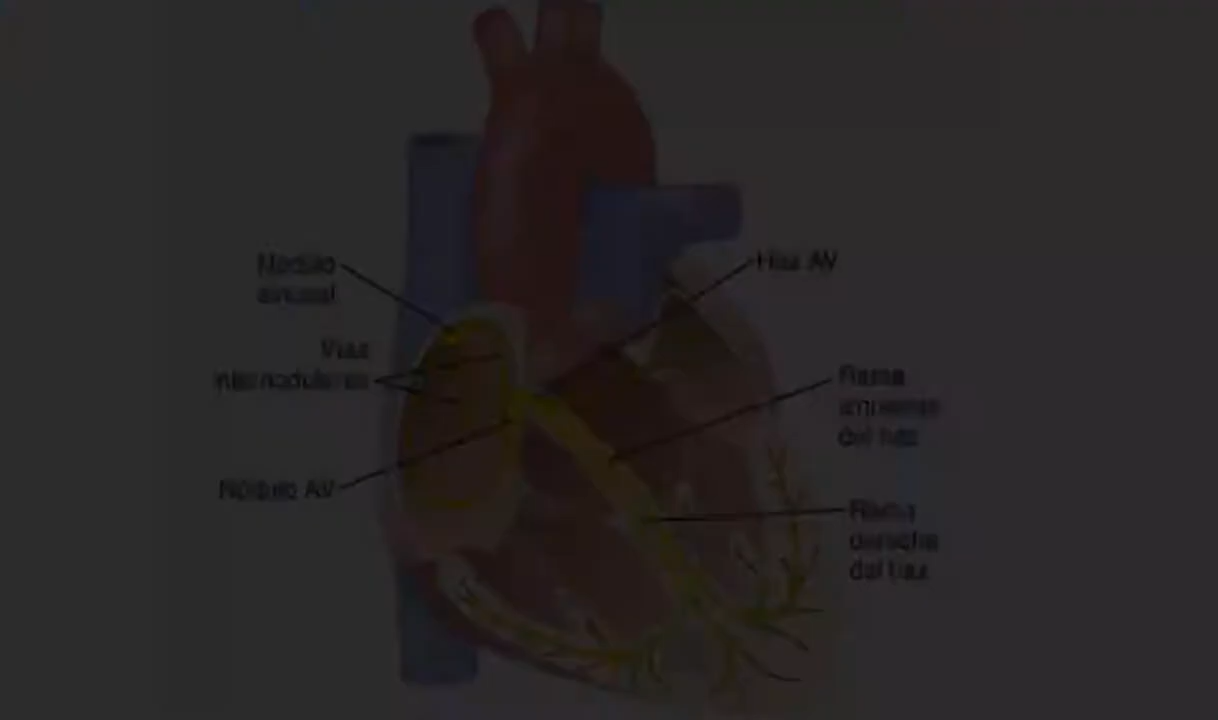 Nódulo
sinusal
Vías
internodulares
Nódulo AV
Haz AV
Rama
izquierda
del haz
Rama
derecha
del haz